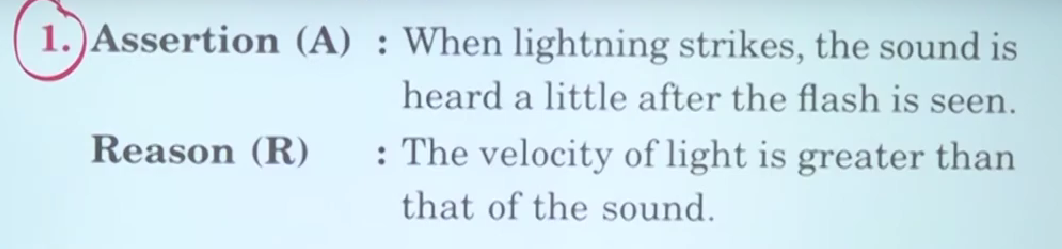 1. Assertion (A) : When lightning strikes, the sound is
heard a little after the flash is seen.
Reason (R) : The velocity of light is greater than
that of the sound.